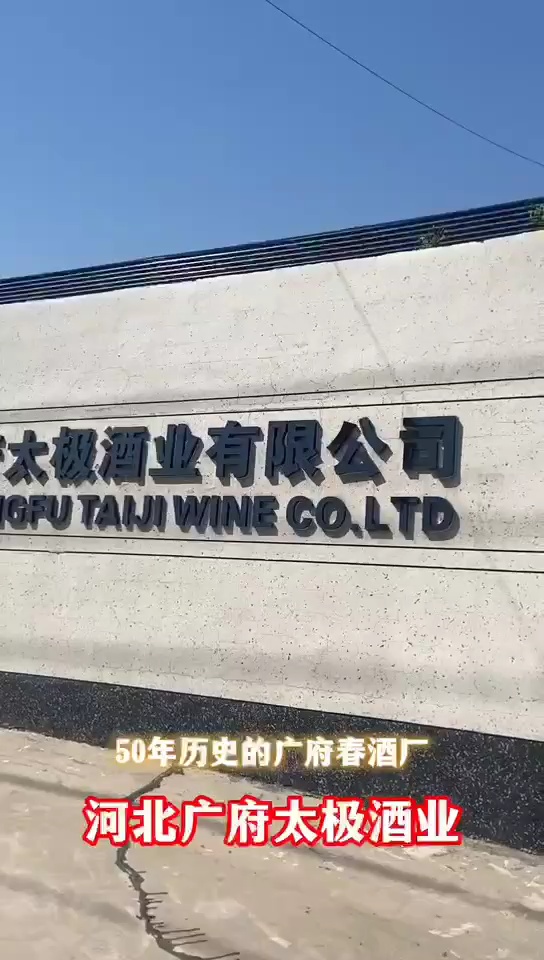 太极酒业有限公司
NGFU TAIJI WINE CO.LTD
50年历史的广府春酒厂
河北广府太极酒业